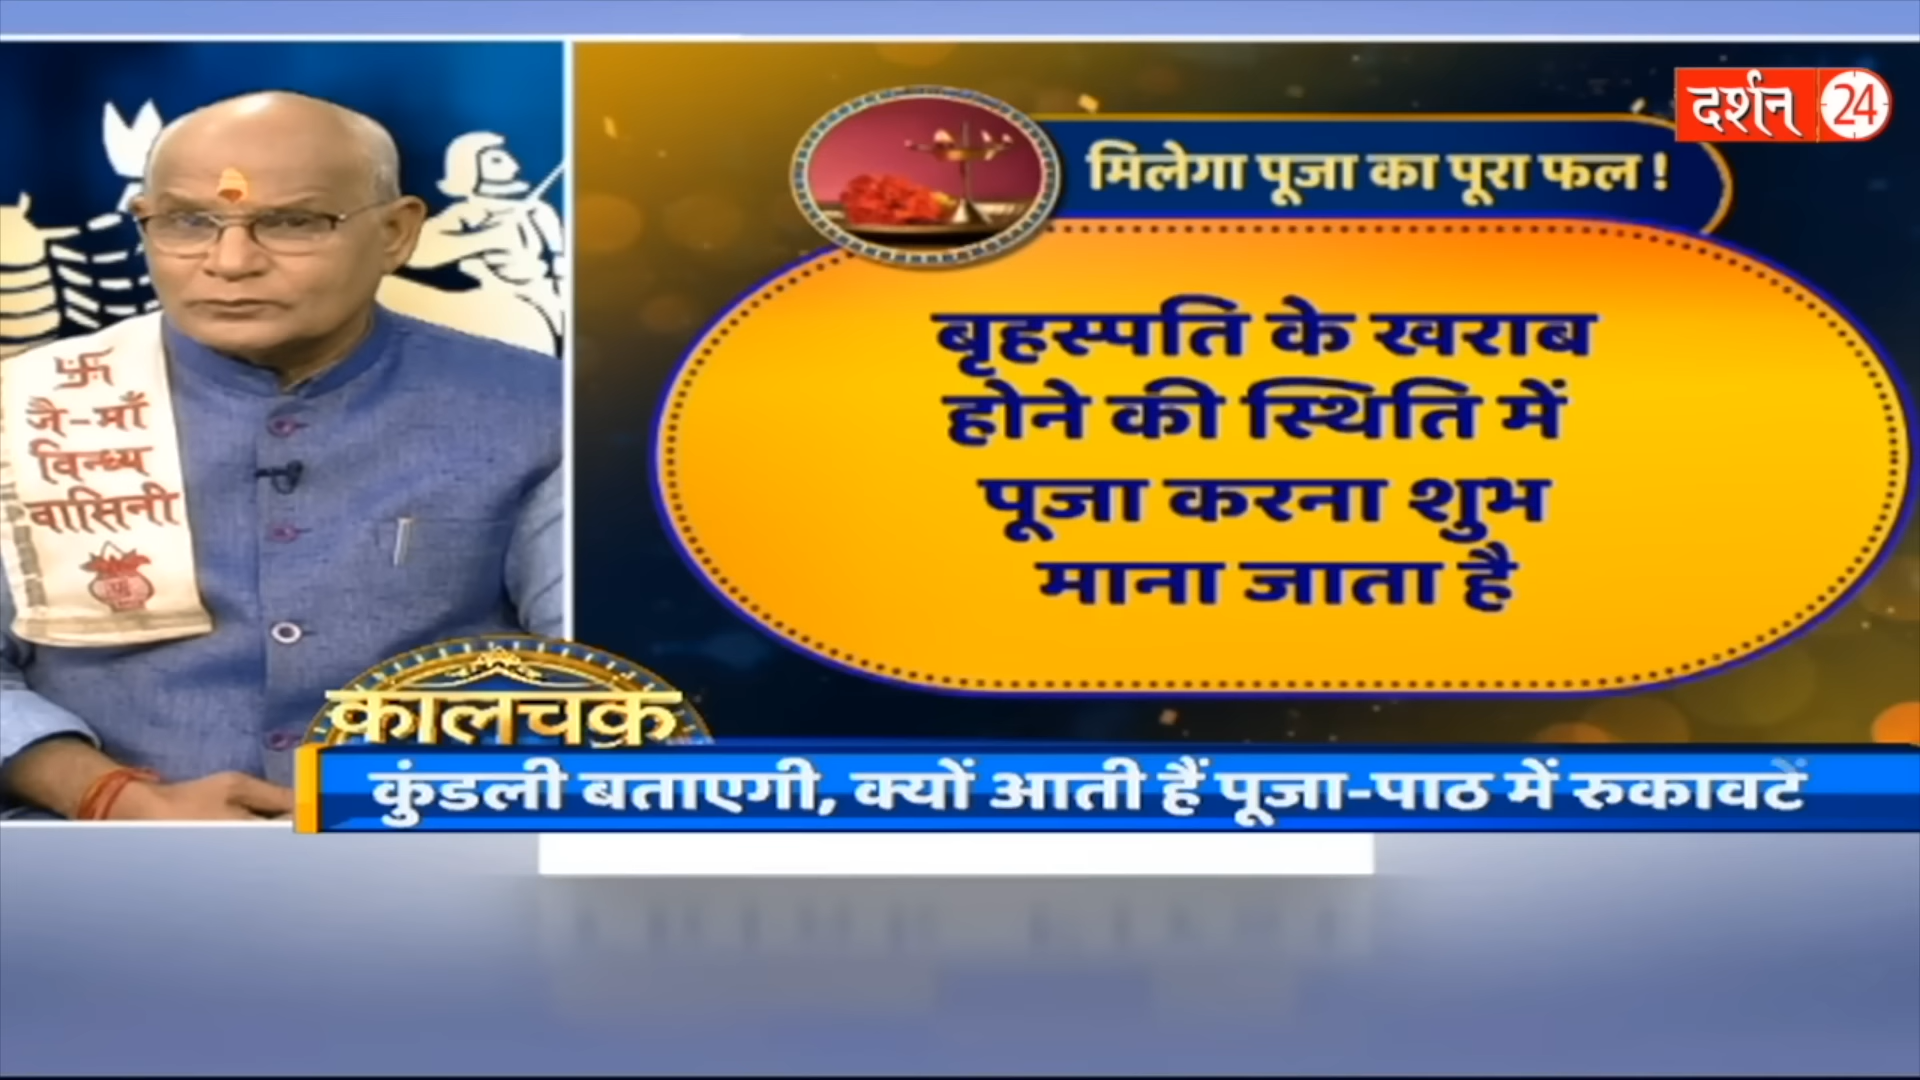 दर्शन 24
मिलेगा पूजा का पूरा फल !
बृहस्पति के खराब
होने की स्थिति में
पूजा करना शुभ
माना जाता है
जै-माँ
विन्ध्य
वासिनी
कालचक्र
कुंडली बताएगी, क्यों आती हैं पूजा-पाठ में रुकावटें